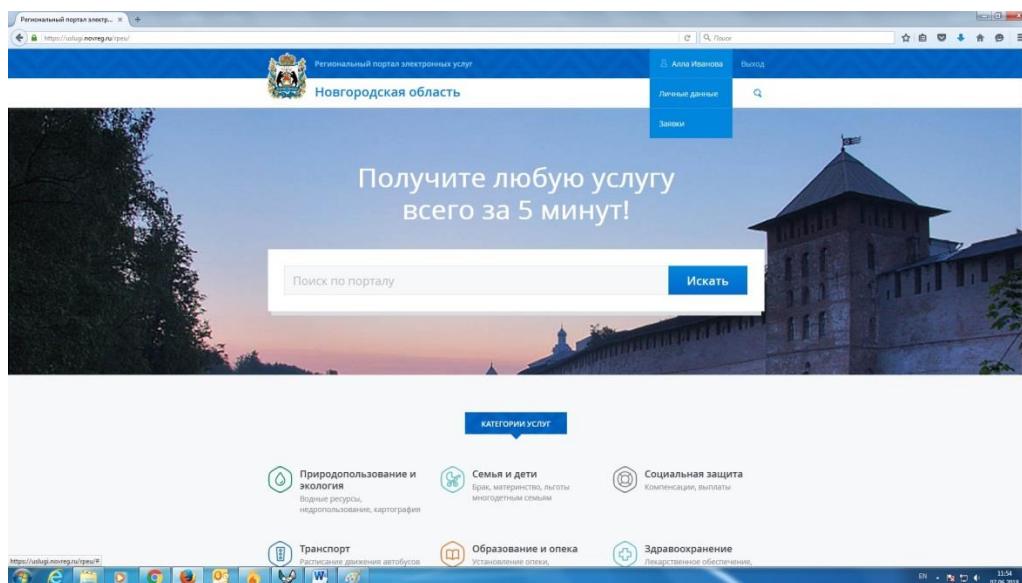 Региональный портал электр... × +
https://uslugi.novreg.ru/rpeu/
Поиск
Региональный портал электронных услуг
Алла Иванова
Выход
Новгородская область
Личные данные
Заявки
Получите любую услугу
всего за 5 минут!
Поиск по порталу
Искать
КАТЕГОРИИ УСЛУГ
Природопользование и
экология
Водные ресурсы,
недропользование, картография
Семья и дети
Брак, материнство, льготы
многодетным семьям
Социальная защита
Компенсации, выплаты
Транспорт
Расписание движения автобусов
Образование и опека
Установление опеки,
Здравоохранение
Лекарственное обеспечение,
https://uslugi.novreg.ru/rpeu/#
EN
11:54